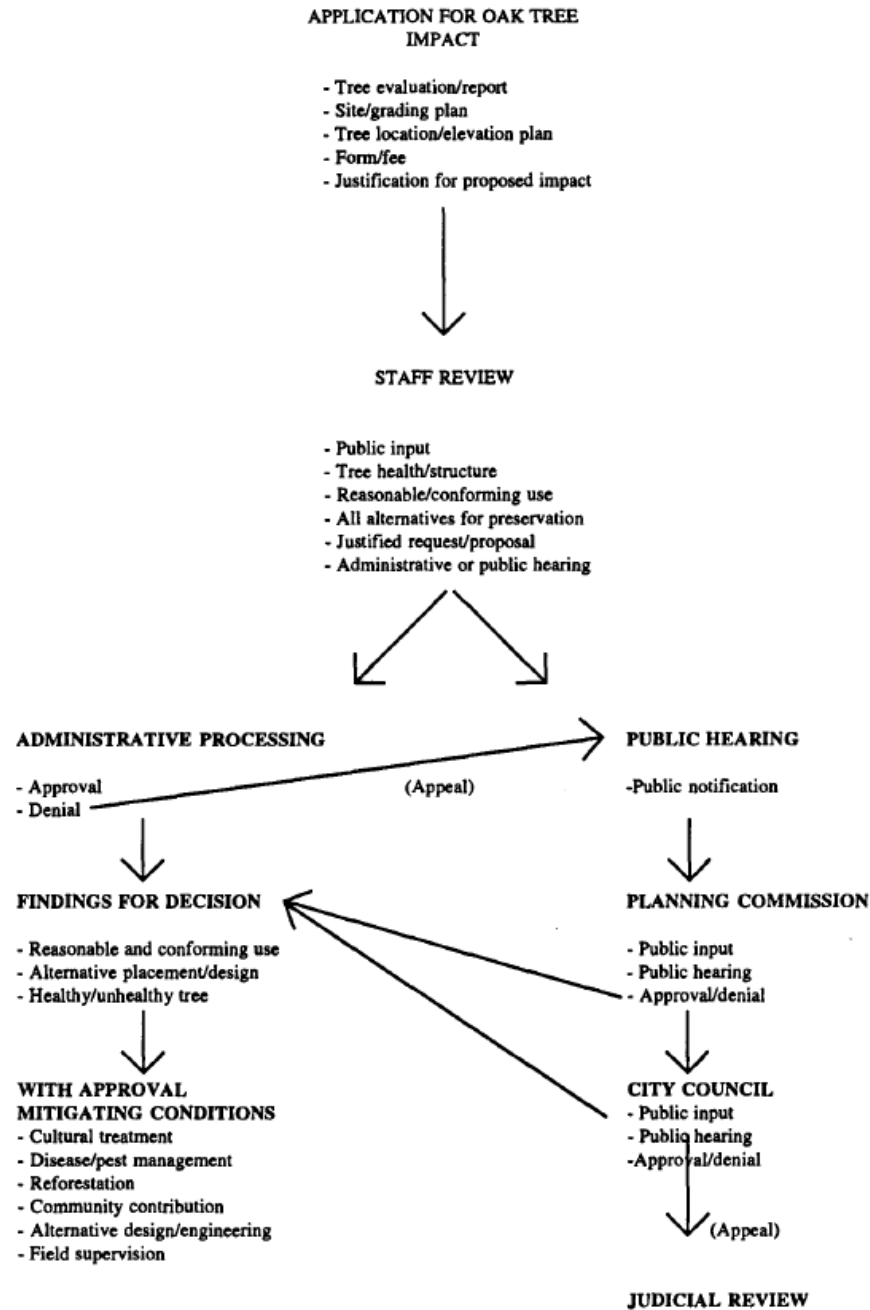 APPLICATION FOR OAK TREE
IMPACT
- Tree evaluation/report
- Site/grading plan
- Tree location/elevation plan
- Form/fee
- Justification for proposed impact
STAFF REVIEW
- Public input
- Tree health/structure
- Reasonable/conforming use
- All alternatives for preservation
- Justified request/proposal
- Administrative or public hearing
ADMINISTRATIVE PROCESSING
- Approval
- Denial
(Appeal)
PUBLIC HEARING
-Public notification
FINDINGS FOR DECISION
- Reasonable and conforming use
- Alternative placement/design
- Healthy/unhealthy tree
PLANNING COMMISSION
- Public input
- Public hearing
- Approval/denial
WITH APPROVAL
MITIGATING CONDITIONS
- Cultural treatment
- Disease/pest management
- Reforestation
- Community contribution
- Alternative design/engineering
- Field supervision
CITY COUNCIL
- Public input
- Public hearing
-Approval/denial
(Appeal)
JUDICIAL REVIEW